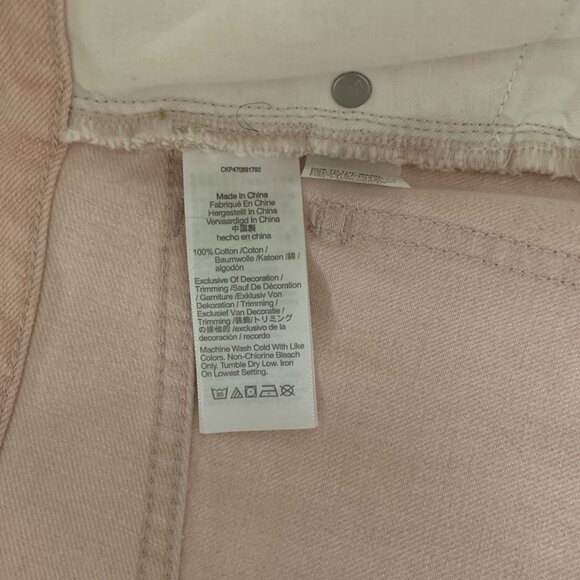 CKP470891792
Made In China
Fabriqué En Chine
Hergestellt in China
Vervaardigd In China
中国製
hecho en china
100% Cotton /Coton /
Baumwolle /Katoen /綿 /
algodón
Exclusive Of Decoration /
Trimming /Sauf De Décoration
/ Garniture /Exklusiv Von
Dekoration / Trimming /
Exclusief Van Decoratie /
Trimming /装飾/トリミング
の排他的 /exclusivo de la
decoración / recordo
Machine Wash Cold With Like
Colors. Non-Chlorine Bleach
Only. Tumble Dry Low. Iron
On Lowest Setting.
30